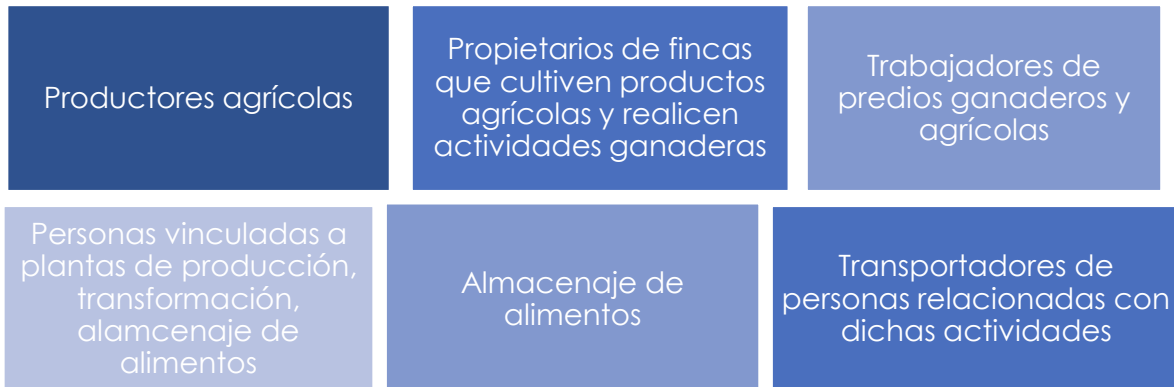 Productores agrícolas
Propietarios de fincas
que cultiven productos
agrícolas y realicen
actividades ganaderas
Trabajadores de
predios ganaderos y
agrícolas
Personas vinculadas a
plantas de producción,
transformación,
alamcenaje de
alimentos
Almacenaje de
alimentos
Transportadores de
personas relacionadas con
dichas actividades